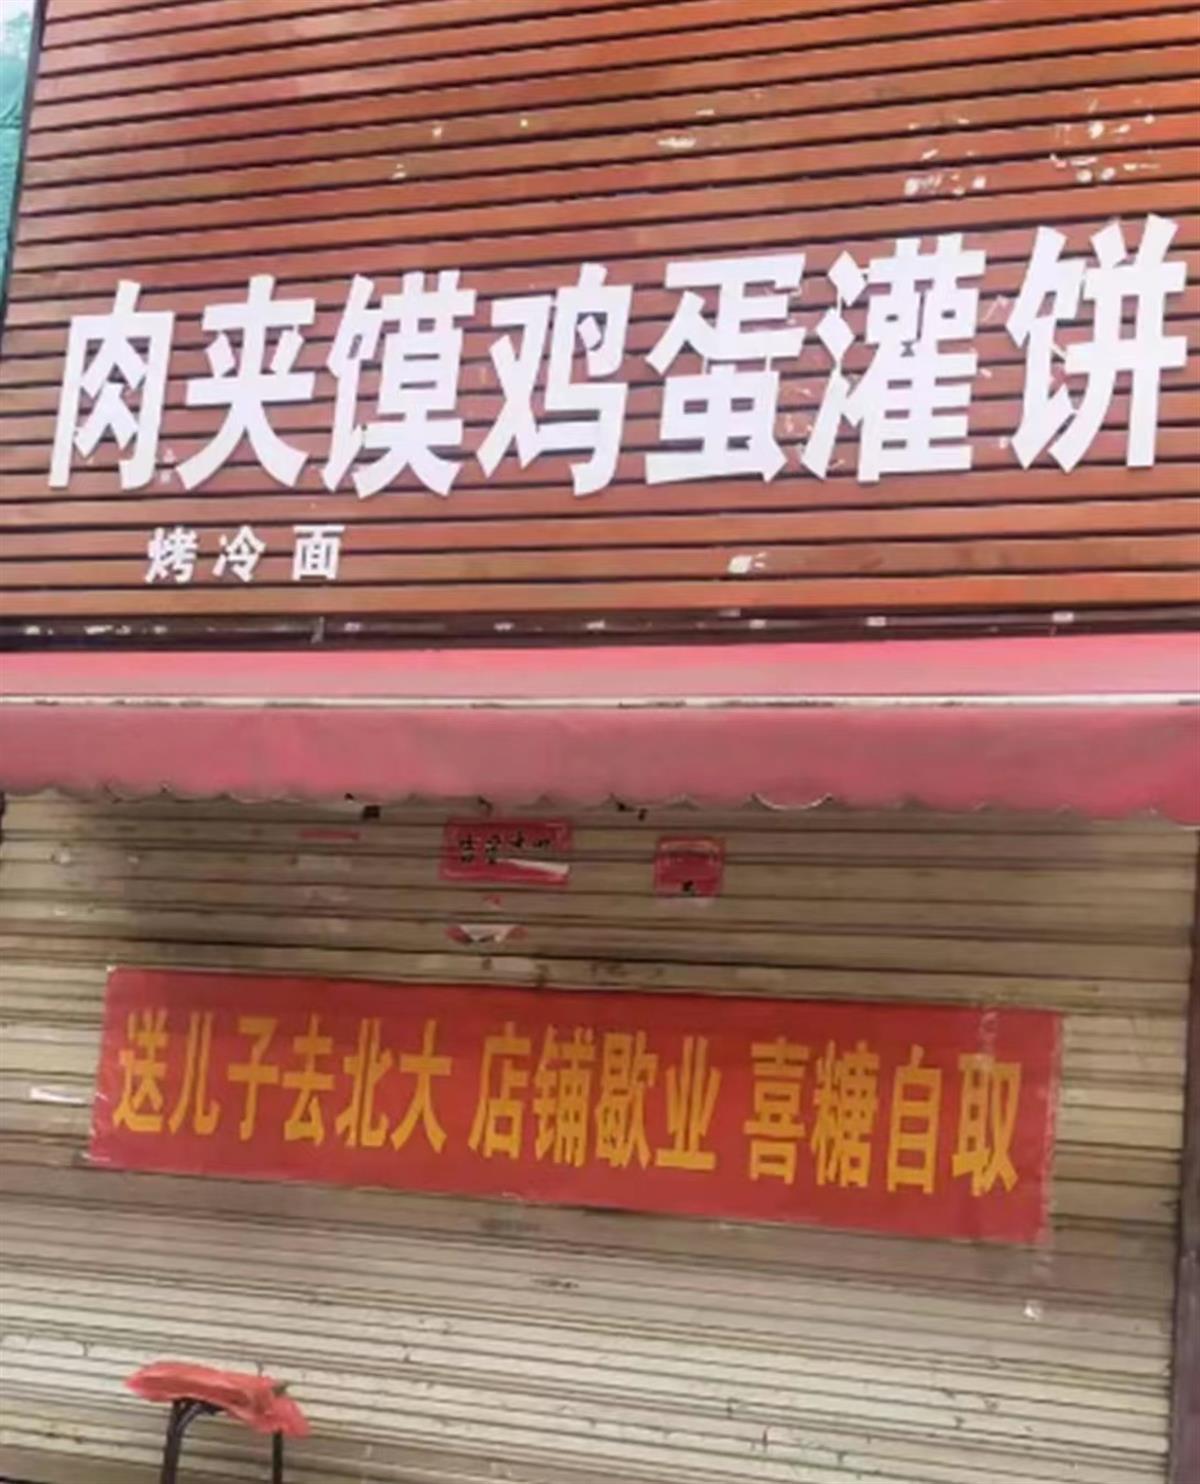 肉夹馍鸡蛋灌饼
烤冷面
送儿子去北大 店铺歇业 喜糖自取